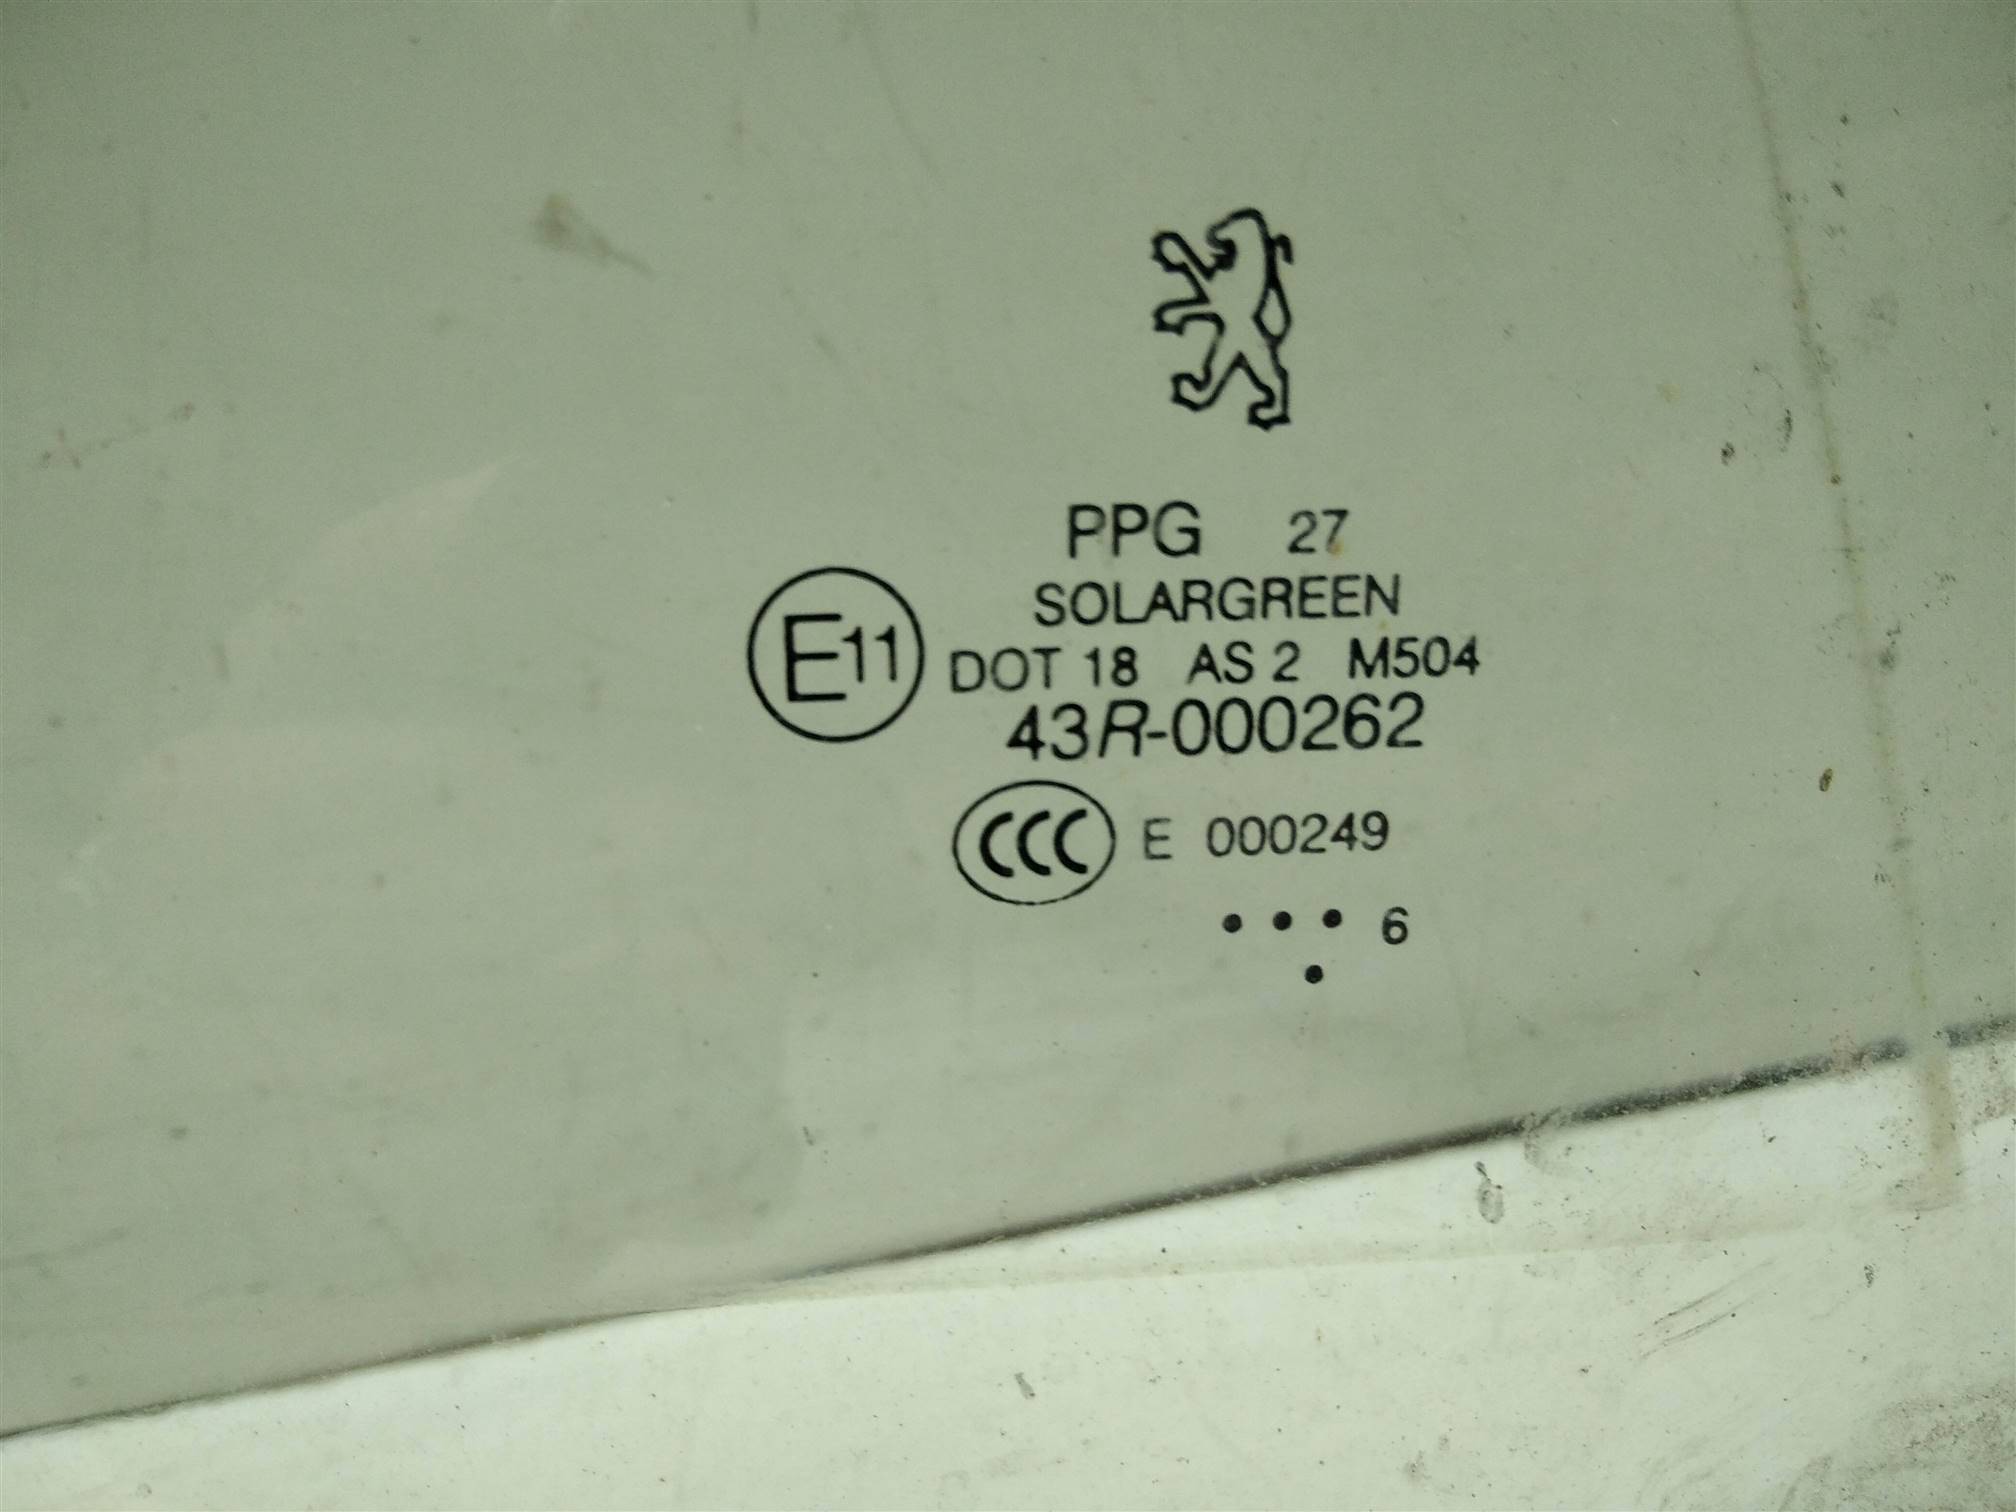 PPG 27
SOLARGREEN
E11 DOT 18 AS 2 M504
43R-000262
CCC E 000249
• • • 6
•